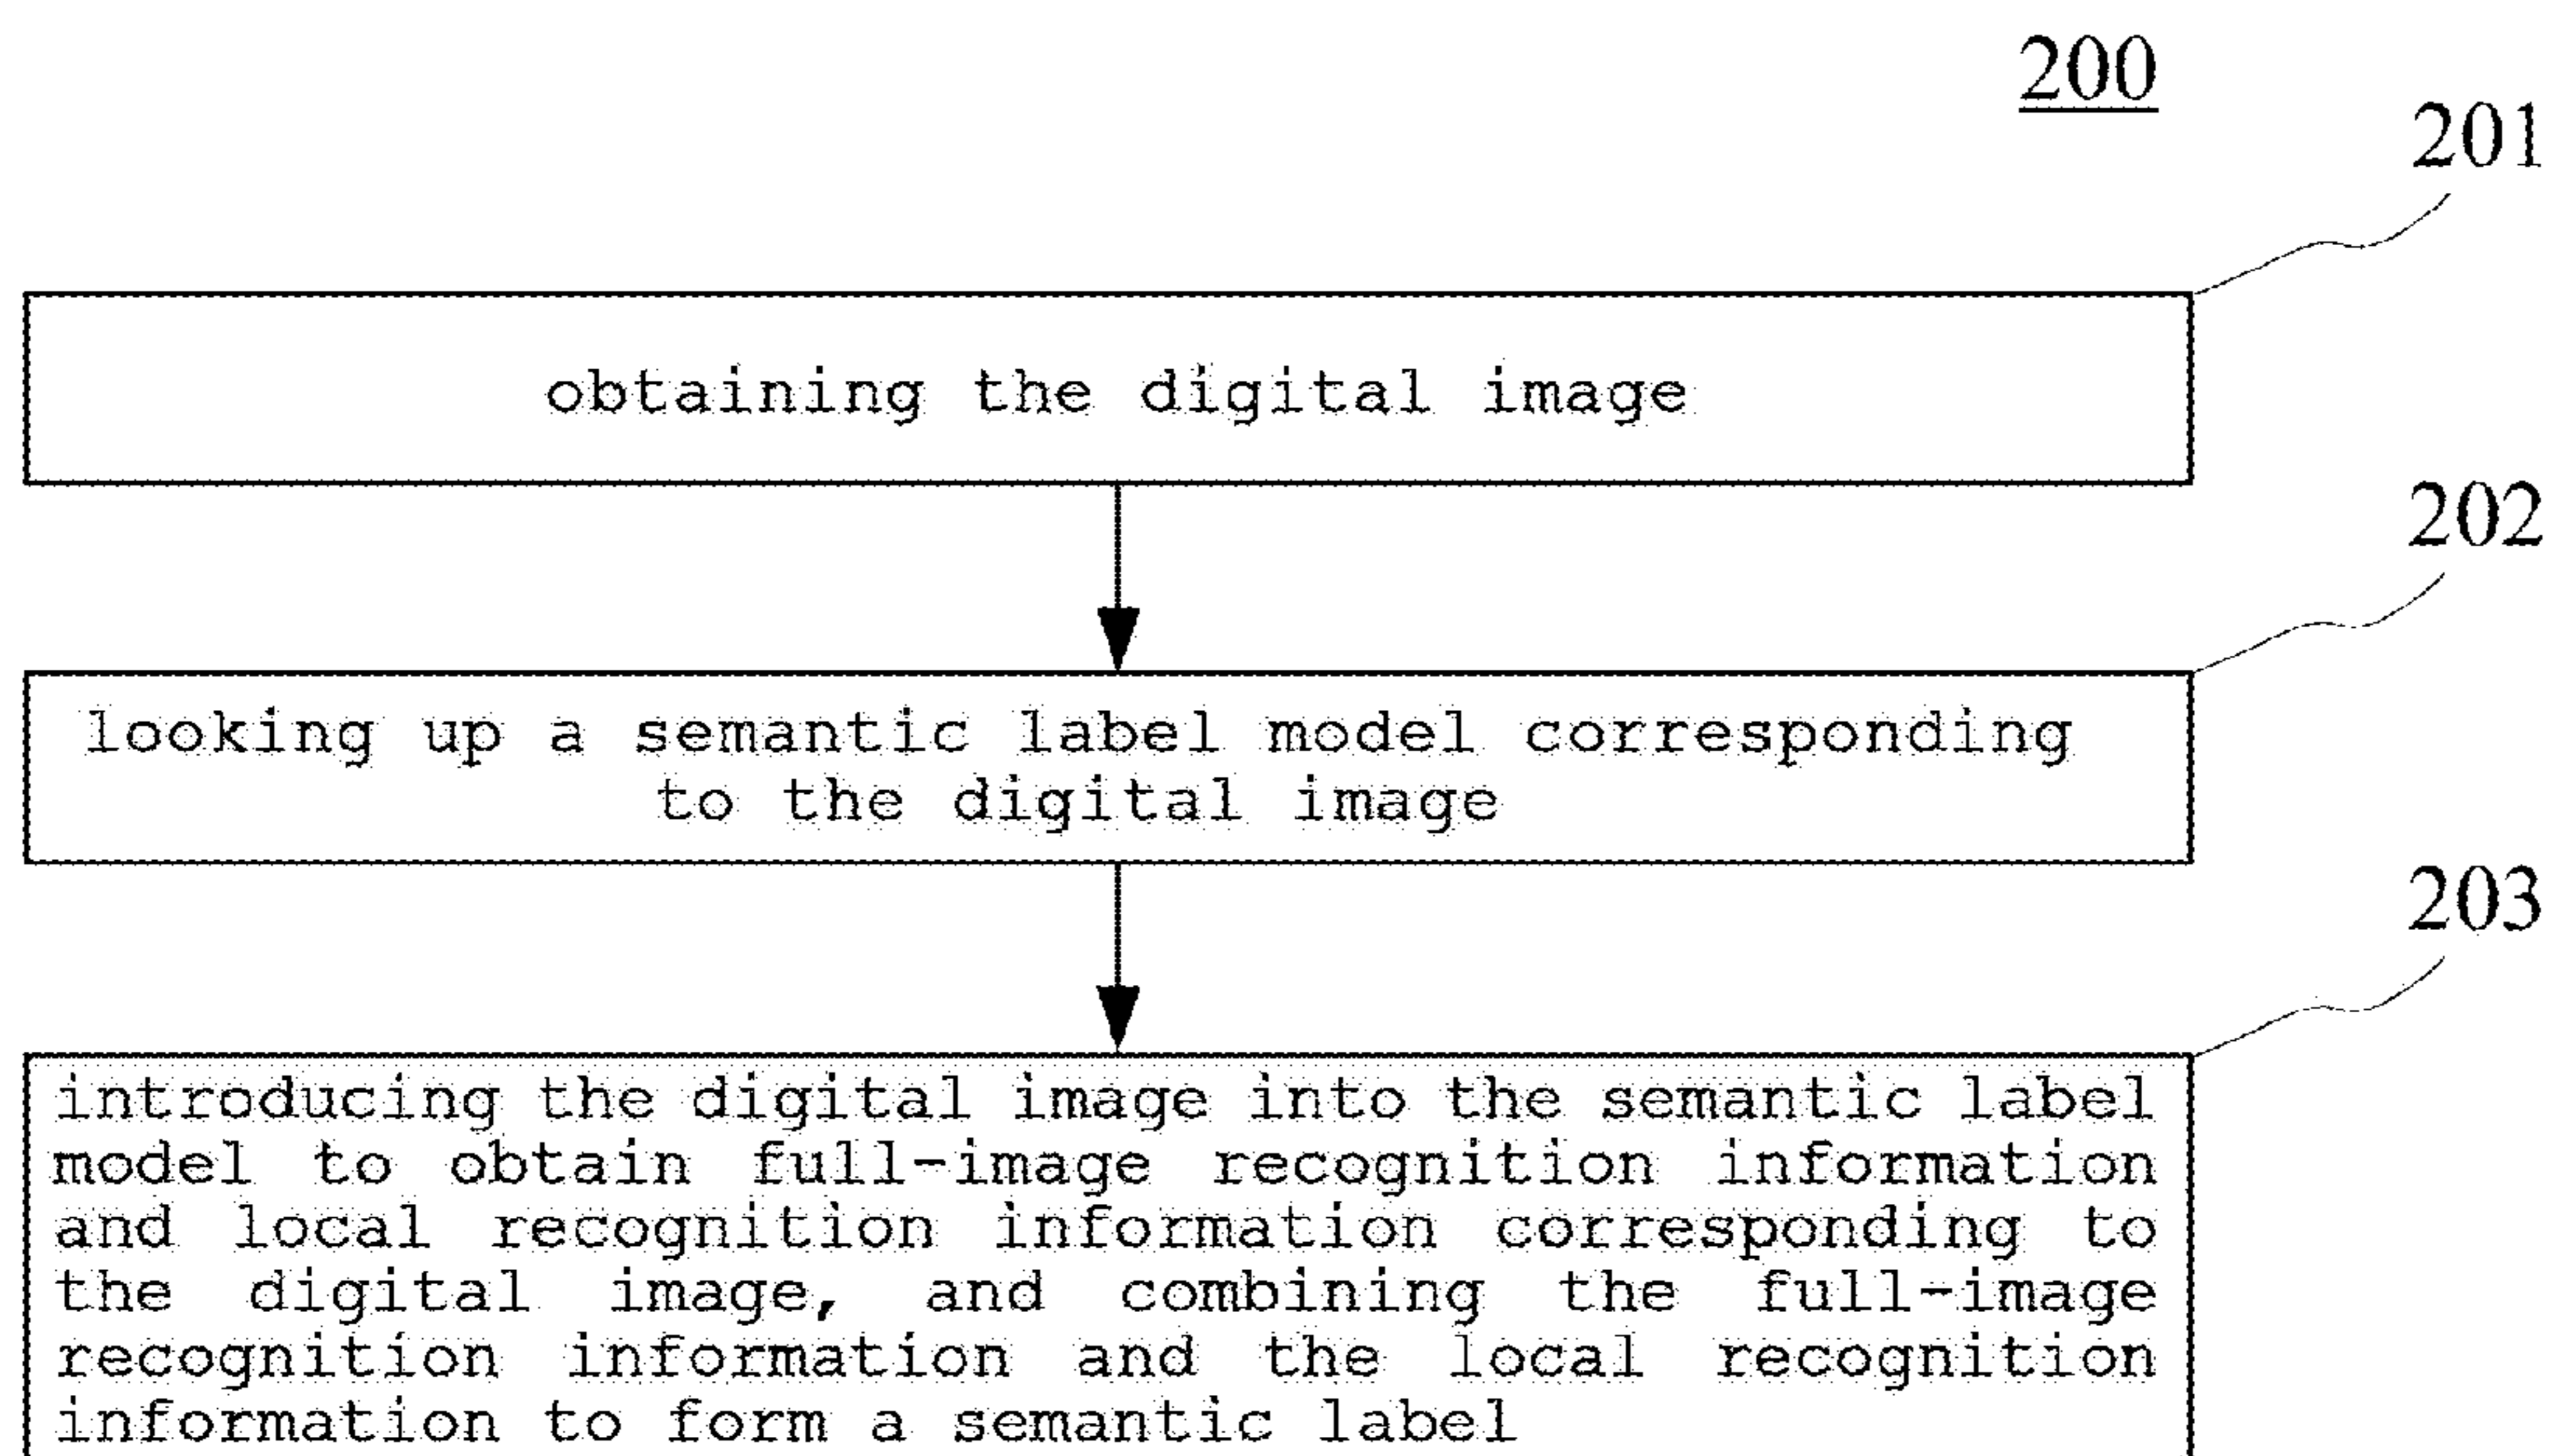 200
201
obtaining the digital image
202
looking up a semantic label model corresponding
to the digital image
203
introducing the digital image into the semantic label
model to obtain full-image recognition information
and local recognition information corresponding to
the digital image, and combining the full-image
recognition information and the local recognition
information to form a semantic label